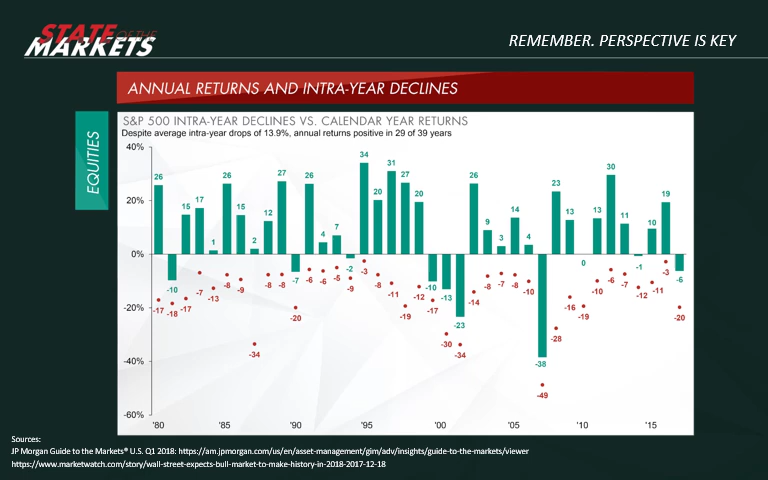 STATE OF THE
MARKETS
REMEMBER. PERSPECTIVE IS KEY
ANNUAL RETURNS AND INTRA-YEAR DECLINES
EQUITIES
S&P 500 INTRA-YEAR DECLINES VS. CALENDAR YEAR RETURNS
Despite average intra-year drops of 13.9%, annual returns positive in 29 of 39 years
40%
20%
0%
-20%
-40%
-60%
26 -10 15 17 1 26 15 2 12 27 -7 26 4 7 -2 34 20 31 27 20 -10 -13 -23 26 9 3 14 4 -38 23 13 0 13 30 11 -1 10 19 -6
-17 -18 -17 -7 -13 -8 -9 -34 -8 -8 -20 -6 -6 -5 -9 -3 -8 -11 -19 -12 -17 -30 -34 -14 -8 -7 -8 -10 -49 -28 -16 -19 -10 -6 -7 -12 -11 -3 -20
'80 '85 '90 '95 '00 '05 '10 '15
Sources:
JP Morgan Guide to the Markets® U.S. Q1 2018: https://am.jpmorgan.com/us/en/asset-management/gim/adv/insights/guide-to-the-markets/viewer
https://www.marketwatch.com/story/wall-street-expects-bull-market-to-make-history-in-2018-2017-12-18